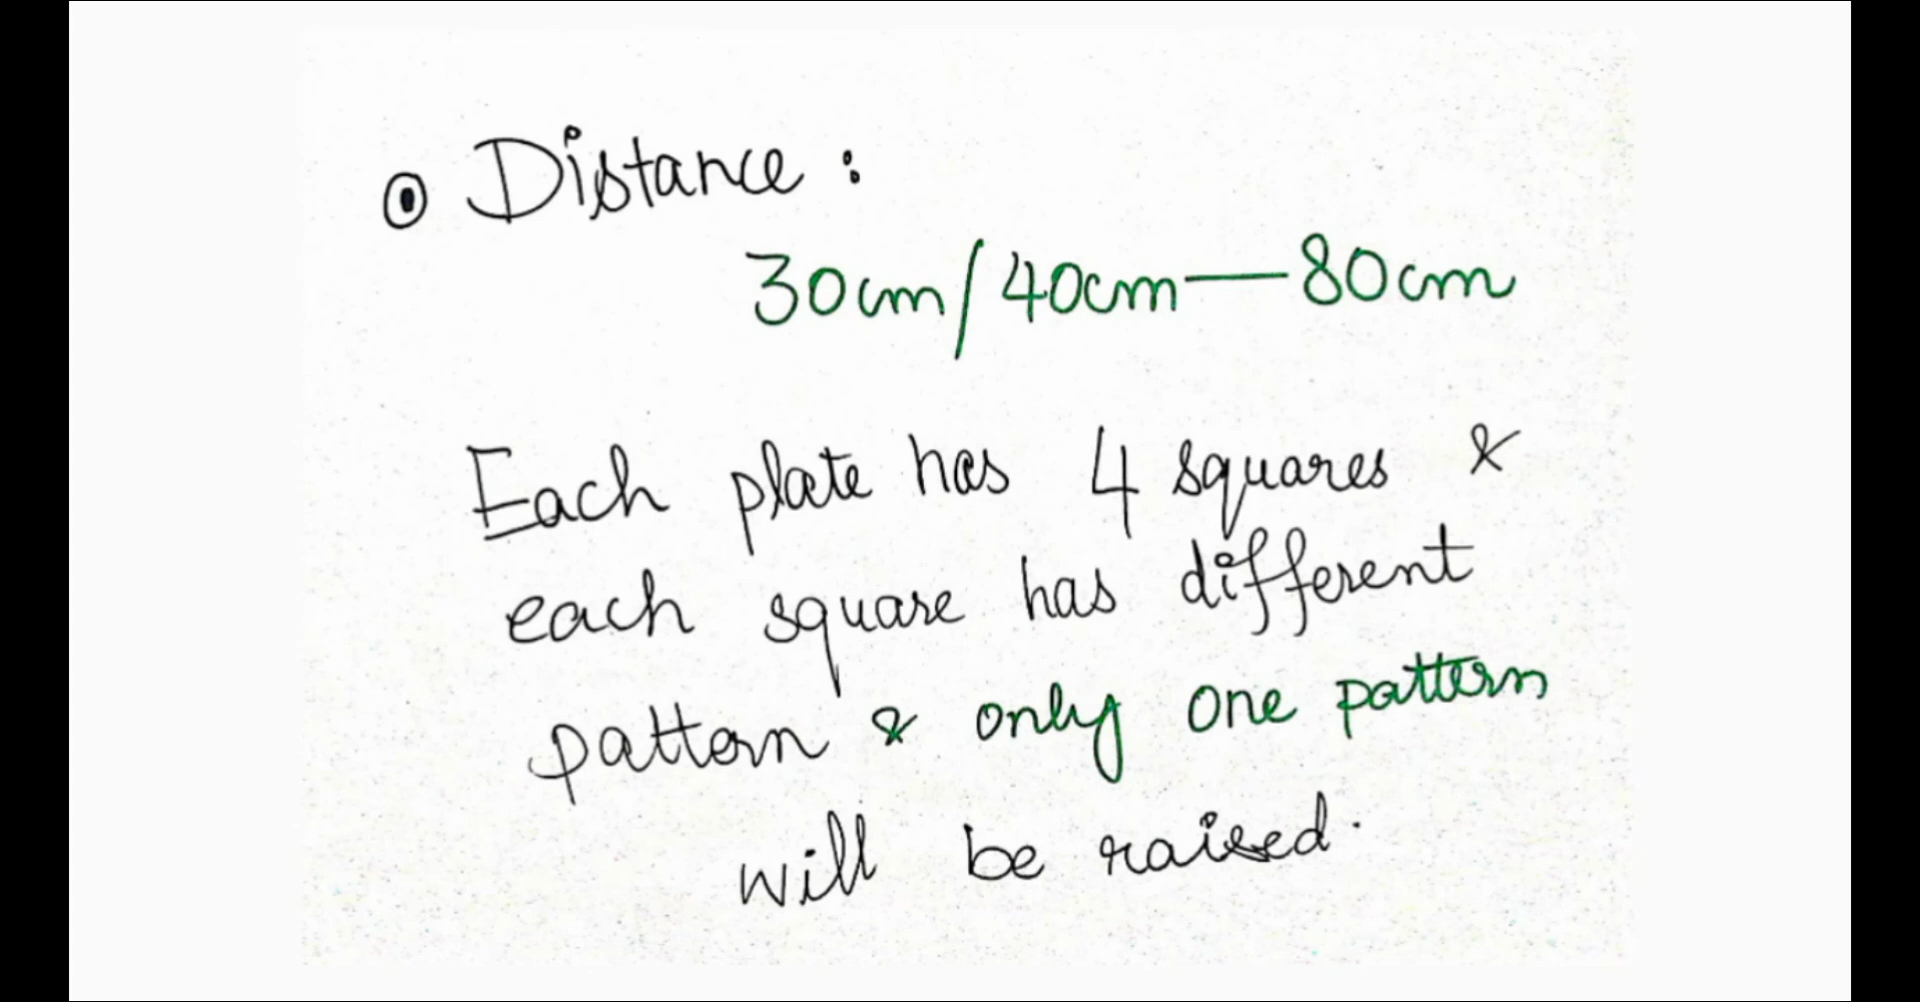 Distance :
30cm/40cm—80cm
Each plate has 4 squares &
each square has different
pattern & only one pattern
will be raised.